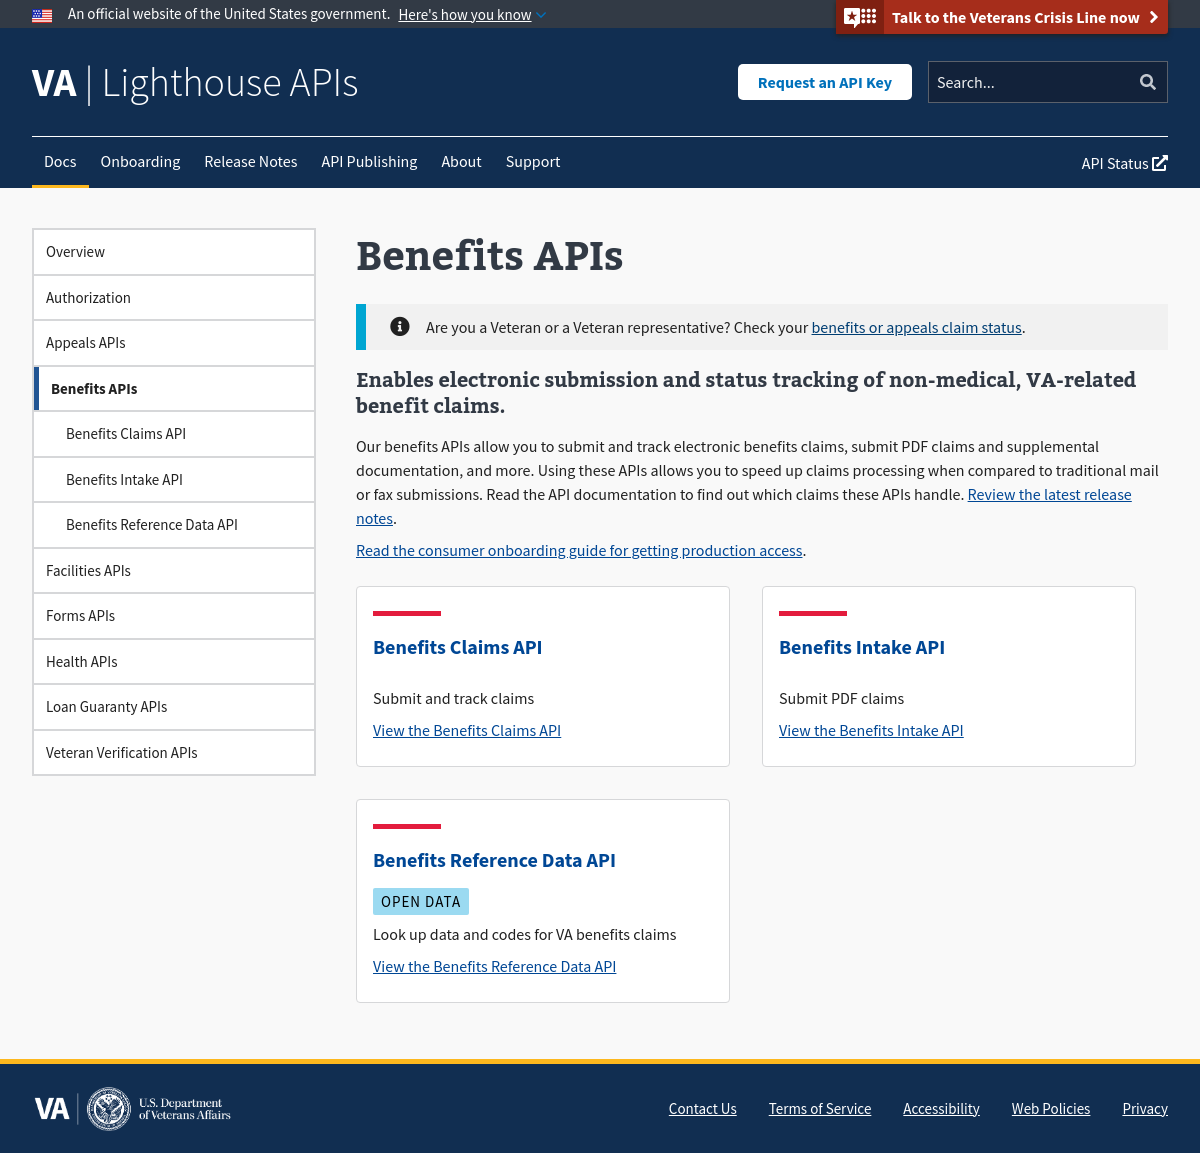 An official website of the United States government. Here's how you know
Talk to the Veterans Crisis Line now
VA | Lighthouse APIs
Request an API Key
Search...
Docs Onboarding Release Notes API Publishing About Support
API Status
Overview
Authorization
Appeals APIs
Benefits APIs
Benefits Claims API
Benefits Intake API
Benefits Reference Data API
Facilities APIs
Forms APIs
Health APIs
Loan Guaranty APIs
Veteran Verification APIs
Benefits APIs
Are you a Veteran or a Veteran representative? Check your benefits or appeals claim status.
Enables electronic submission and status tracking of non-medical, VA-related
benefit claims.
Our benefits APIs allow you to submit and track electronic benefits claims, submit PDF claims and supplemental
documentation, and more. Using these APIs allows you to speed up claims processing when compared to traditional mail
or fax submissions. Read the API documentation to find out which claims these APIs handle. Review the latest release
notes.
Read the consumer onboarding guide for getting production access.
Benefits Claims API
Submit and track claims
View the Benefits Claims API
Benefits Intake API
Submit PDF claims
View the Benefits Intake API
Benefits Reference Data API
OPEN DATA
Look up data and codes for VA benefits claims
View the Benefits Reference Data API
VA
U.S. Department
of Veterans Affairs
Contact Us Terms of Service Accessibility Web Policies Privacy